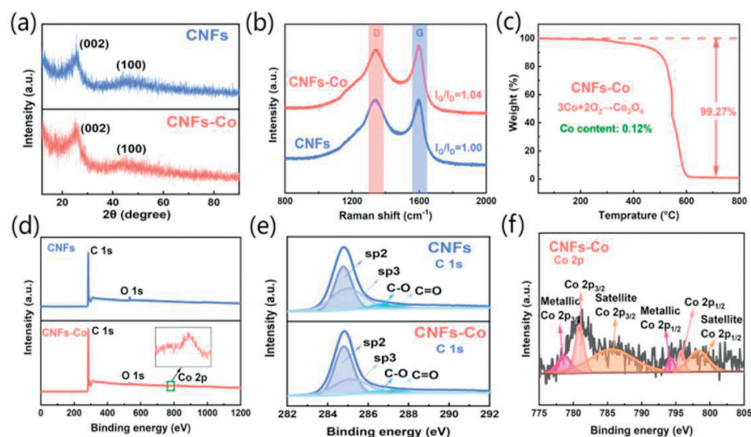 (a)
CNFs
(002)
(100)
CNFs-Co
(002)
(100)
Intensity (a.u.)
20 40 60 80
2θ (degree)
(b)
D
G
CNFs-Co
I_G/I_D=1.04
CNFs
I_G/I_D=1.00
Intensity (a.u.)
800 1200 1600 2000
Raman shift (cm⁻¹)
(c)
100
80
60
40
20
0
Weight (%)
CNFs-Co
3Co+2O₂→Co₃O₄
Co content: 0.12%
99.27%
0 200 400 600 800
Temprature (°C)
(d)
CNFs
C 1s
O 1s
CNFs-Co
C 1s
O 1s
Co 2p
Intensity (a.u.)
0 200 400 600 800 1000 1200
Binding energy (eV)
(e)
CNFs
C 1s
sp2
sp3
C-O
C=O
CNFs-Co
C 1s
sp2
sp3
C-O
C=O
Intensity (a.u.)
282 284 286 288 290 292
Binding energy (eV)
(f)
CNFs-Co
Co 2p
Co 2p3/2
Metallic
Co 2p3/2
Satellite
Co 2p3/2
Metallic
Co 2p1/2
Co 2p1/2
Satellite
Co 2p1/2
Intensity (a.u.)
775 780 785 790 795 800 805
Binding energy (eV)